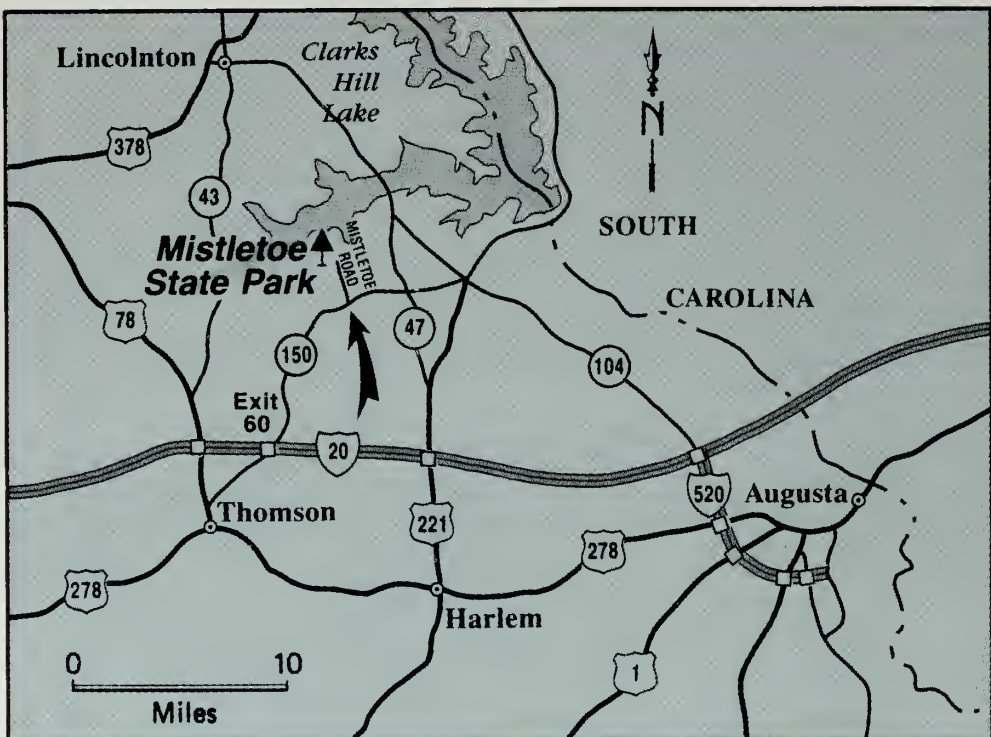 Lincolnton
Clarks
Hill
Lake
N
378
43
SOUTH
Mistletoe
State Park
MISTLETOE
ROAD
CAROLINA
78
47
150
104
Exit
60
20
520
Augusta
Thomson
221
278
278
Harlem
0 10
Miles
1